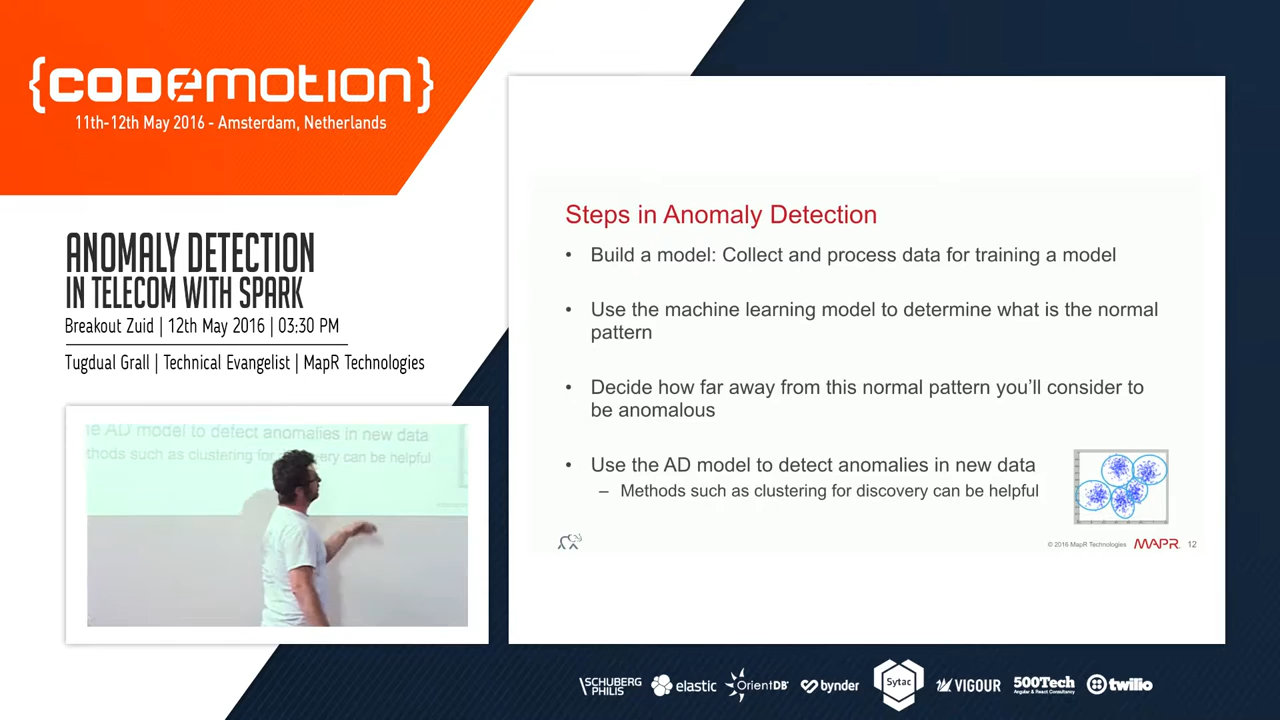 {CODEMOTION}
11th-12th May 2016 - Amsterdam, Netherlands
ANOMALY DETECTION
IN TELECOM WITH SPARK
Breakout Zuid | 12th May 2016 | 03:30 PM
Tugdual Grall | Technical Evangelist | MapR Technologies
AD model to detect anomalies in new data
thods such as clustering for very can be helpful
Steps in Anomaly Detection
• Build a model: Collect and process data for training a model
• Use the machine learning model to determine what is the normal
pattern
• Decide how far away from this normal pattern you’ll consider to
be anomalous
• Use the AD model to detect anomalies in new data
– Methods such as clustering for discovery can be helpful
© 2016 MapR Technologies MAPR 12
SCHUBERG
PHILIS
elastic
OrientDB
bynder
Sytac
VIGOUR
500Tech
Angular & React Consultancy
twilio